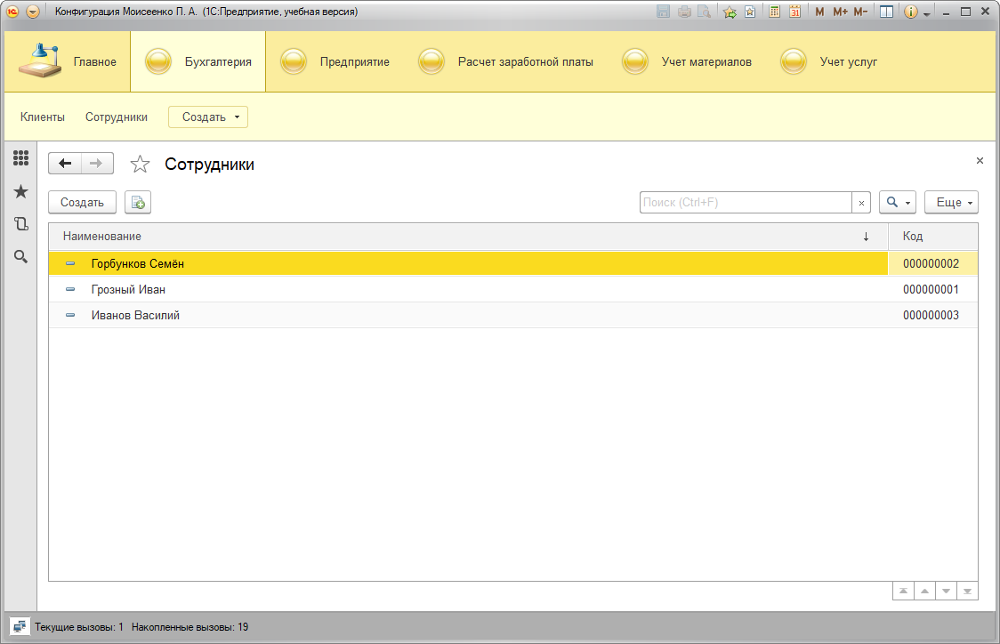 Конфигурация Моисеенко П. А. (1С:Предприятие, учебная версия)
31 M M+ M-
Главное Бухгалтерия Предприятие Расчет заработной платы Учет материалов Учет услуг
Клиенты Сотрудники Создать
Сотрудники
Создать Поиск (Ctrl+F) × Еще
Наименование ↓ Код
Горбунков Семён 000000002
Грозный Иван 000000001
Иванов Василий 000000003
Текущие вызовы: 1 Накопленные вызовы: 19